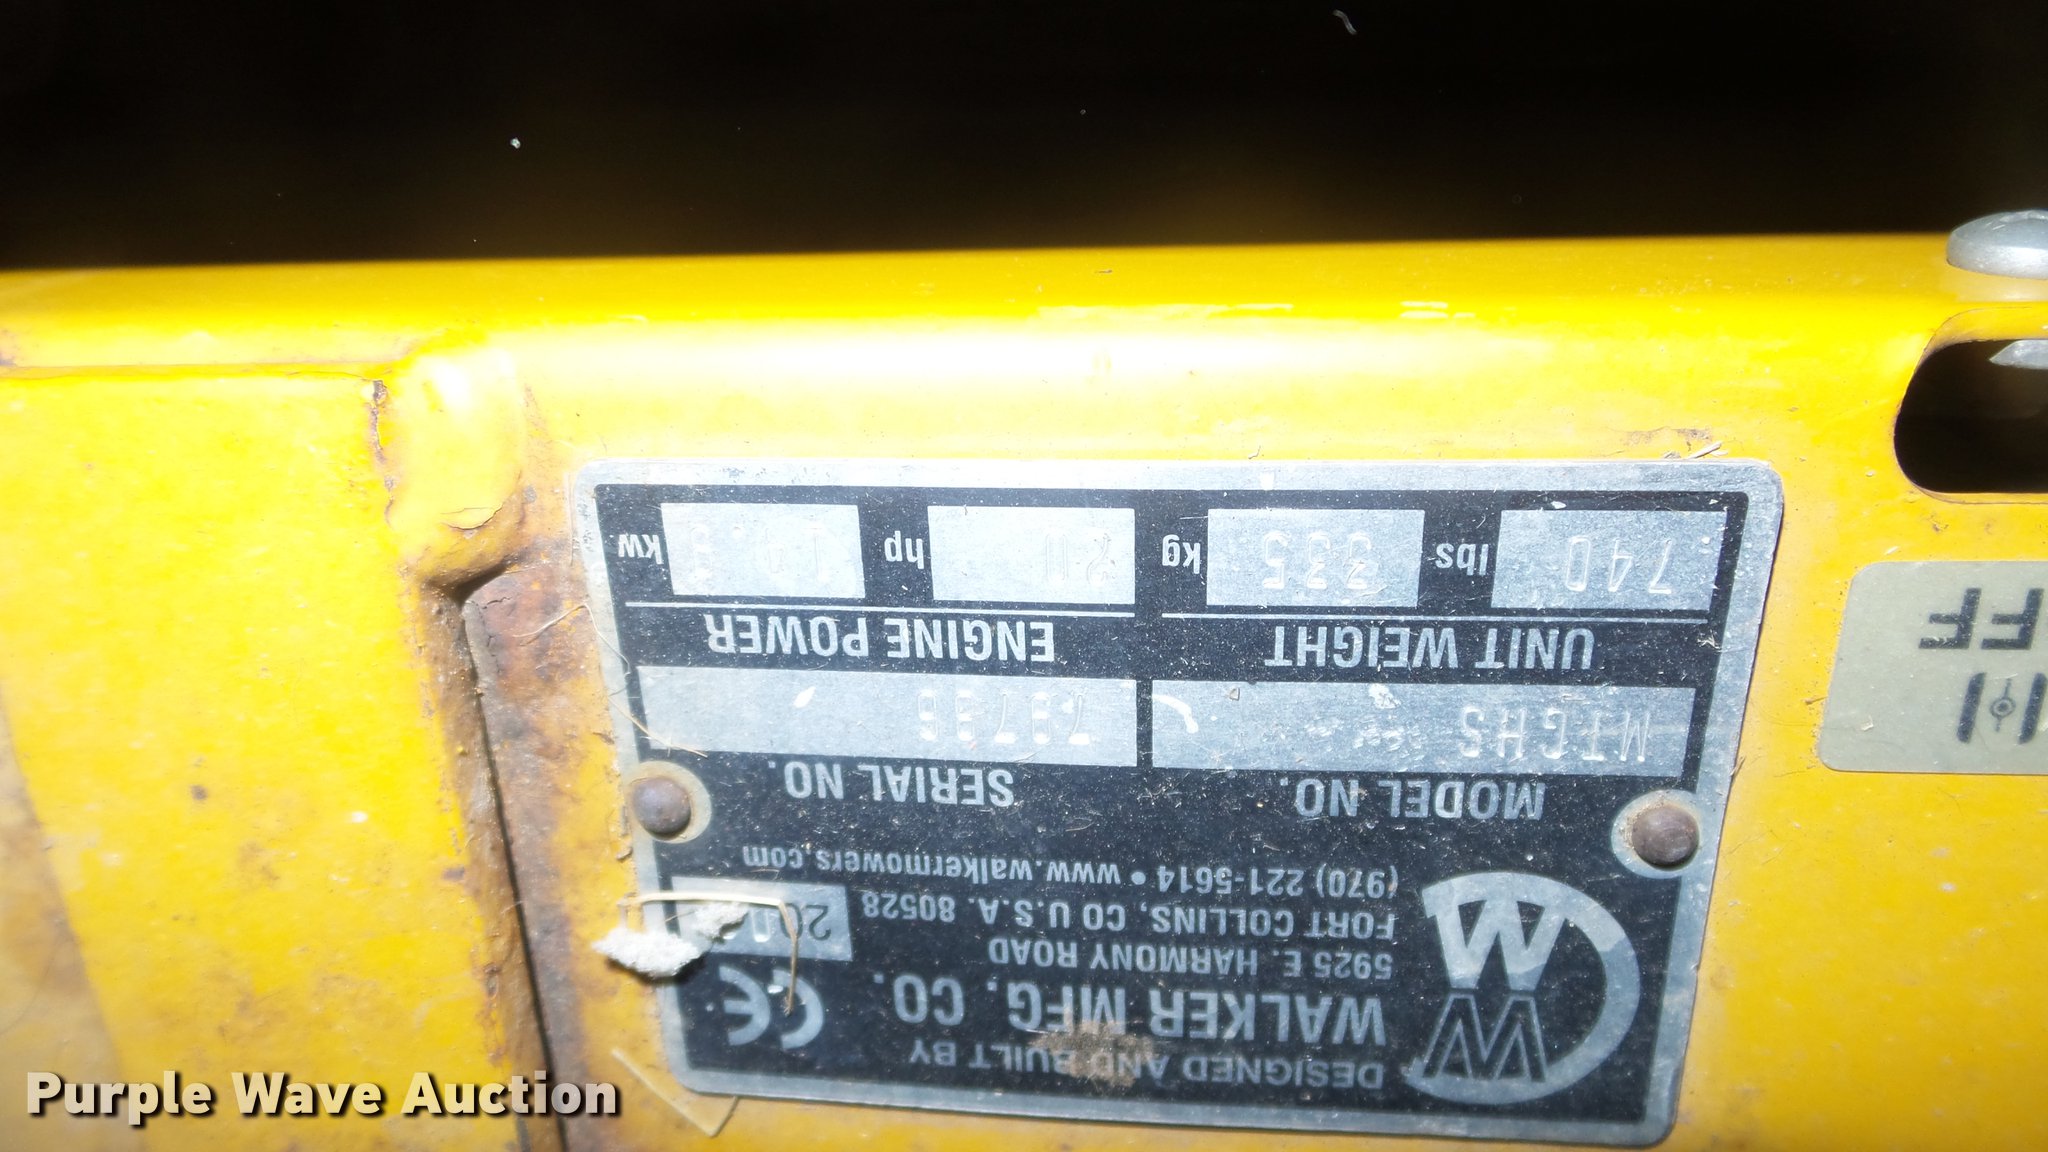 DESIGNED AND BUILT BY
WALKER MFG. CO.
5925 E. HARMONY ROAD
FORT COLLINS, CO U.S.A. 80528
(970) 221-5614 • www.walkermowers.com
CE
MODEL NO. SERIAL NO.
MTGHS
UNIT WEIGHT ENGINE POWER
740 lbs 335 kg 20 hp kw
FF
Purple Wave Auction